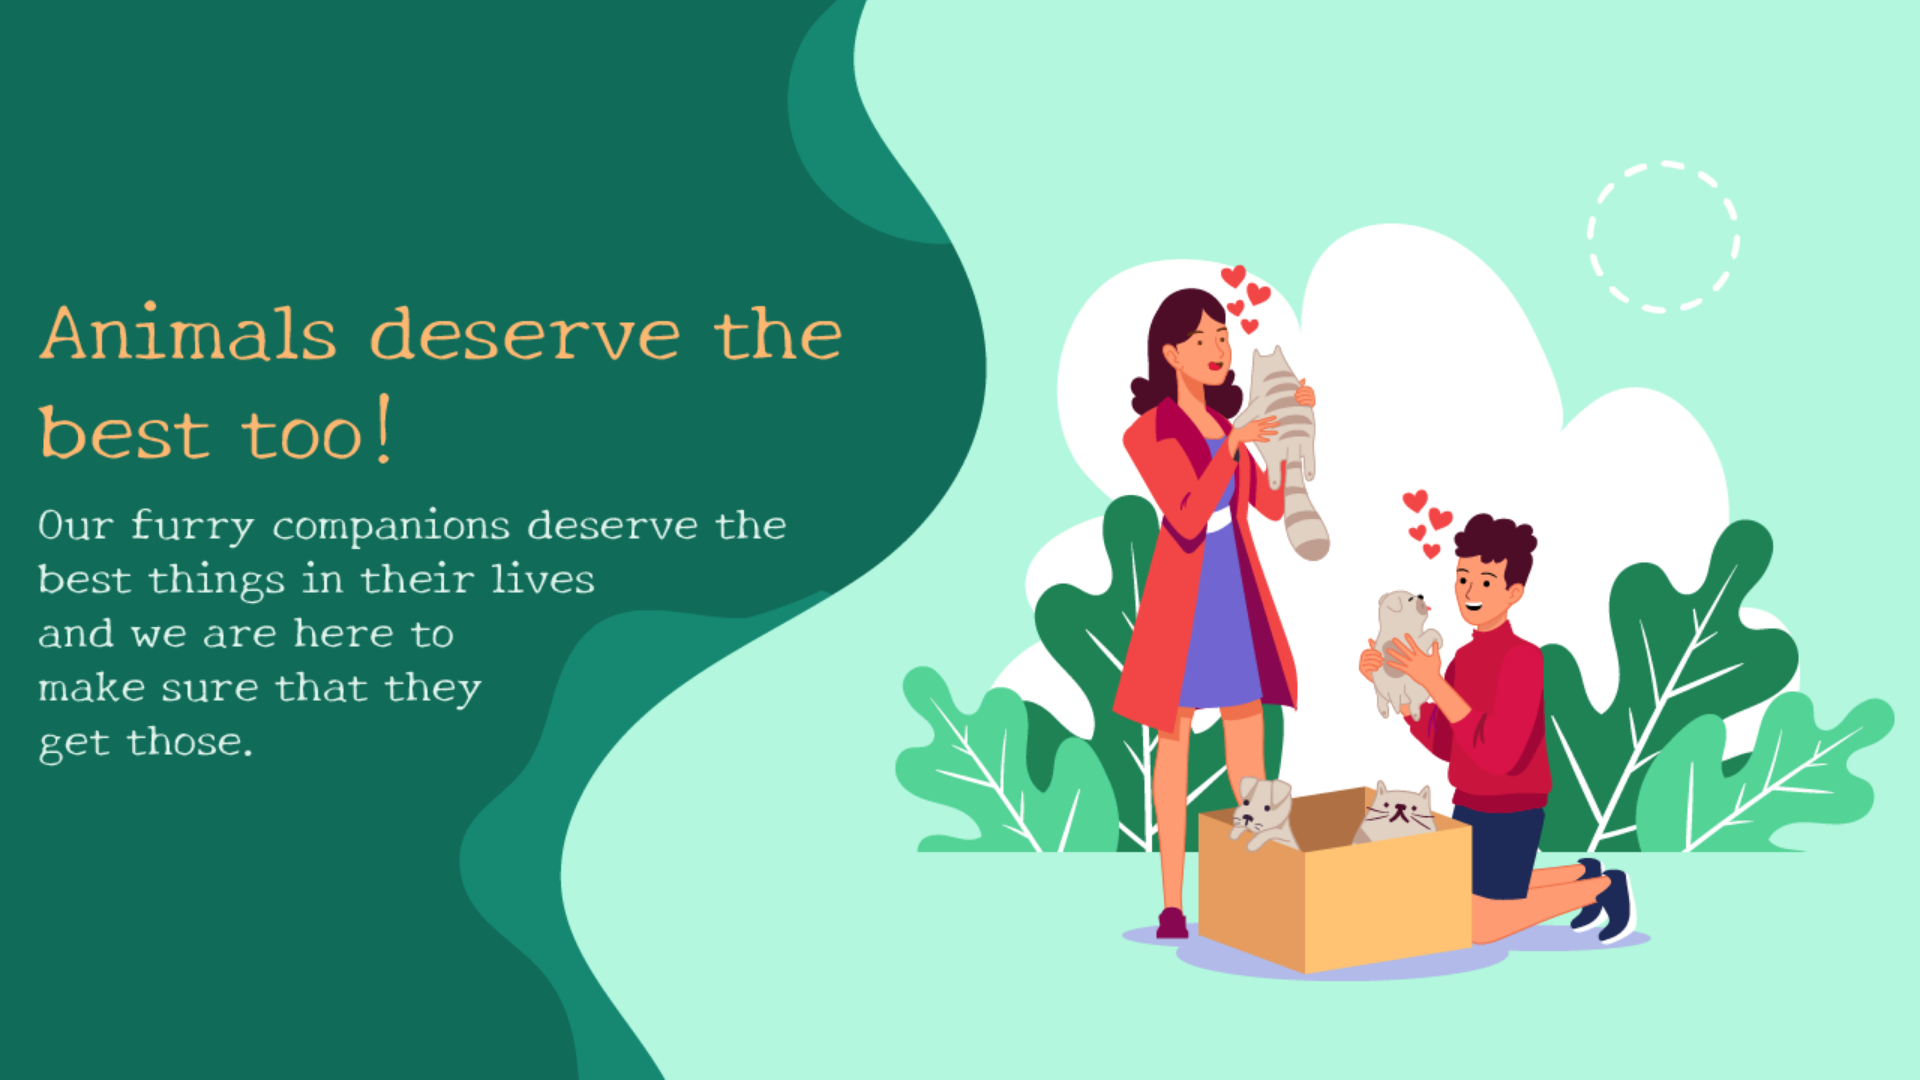 Animals deserve the
best too!
Our furry companions deserve the
best things in their lives
and we are here to
make sure that they
get those.